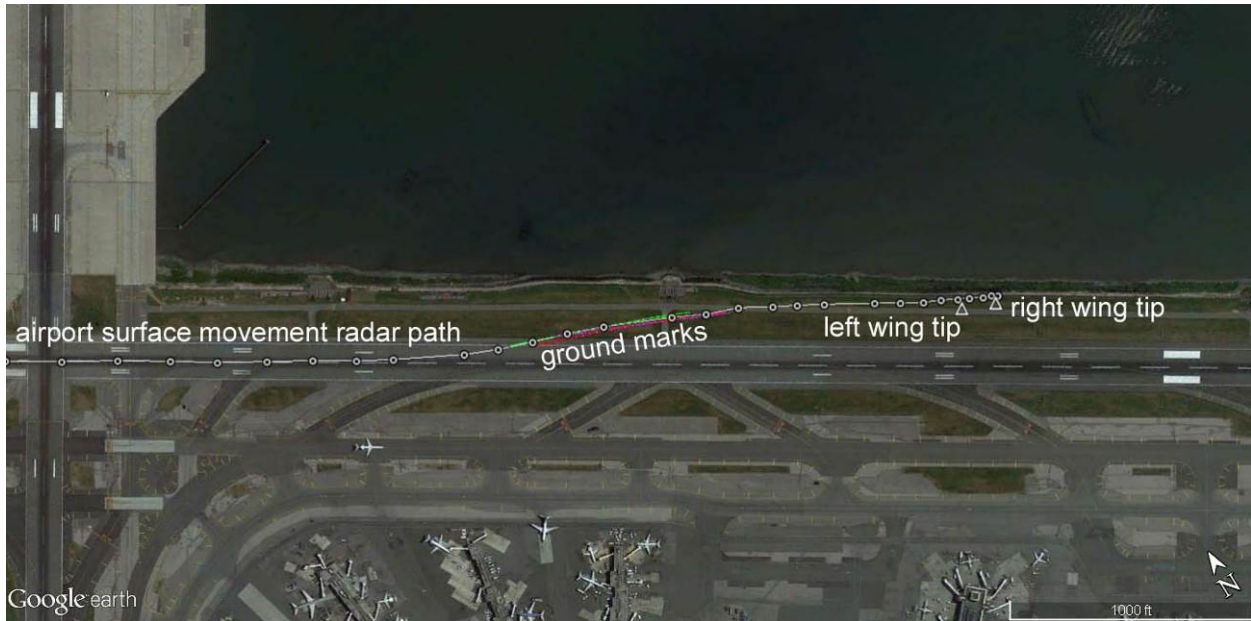 airport surface movement radar path
ground marks
left wing tip
right wing tip
N
Google earth
1000 ft